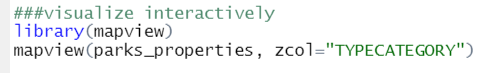 ###visualize interactively
library(mapview)
mapview(parks_properties, zcol="TYPECATEGORY")